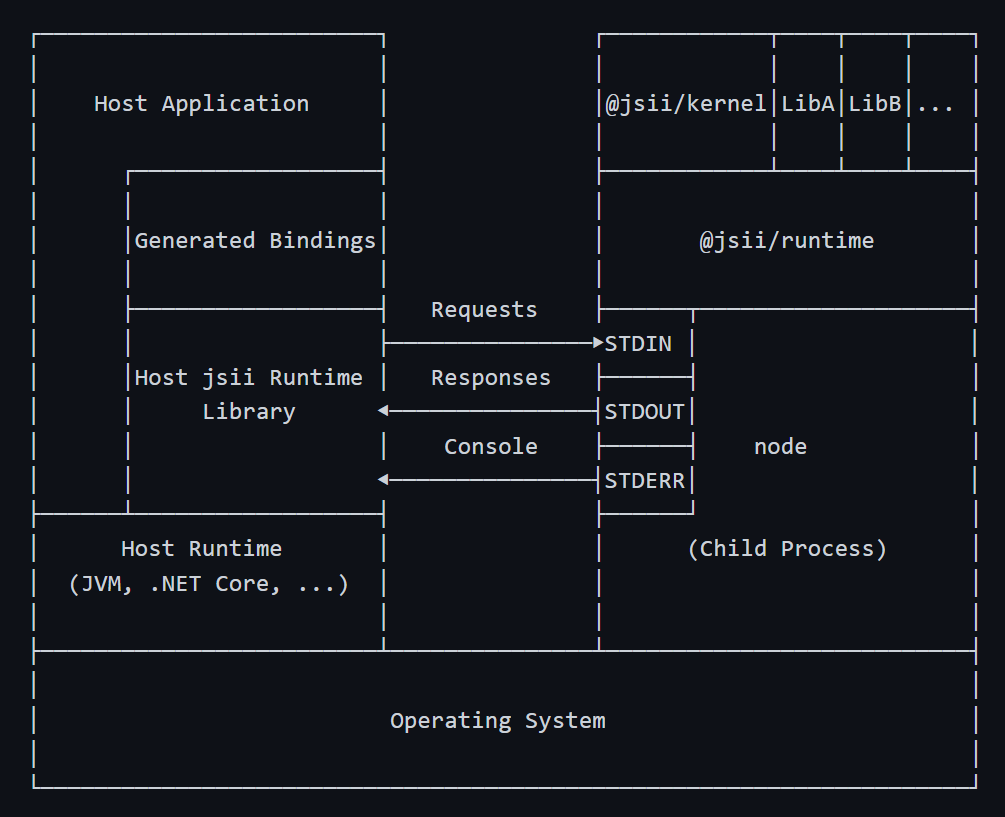 Host Application
@jsii/kernel
LibA
LibB
...
Generated Bindings
@jsii/runtime
Requests
STDIN
Host jsii Runtime
Library
Responses
STDOUT
Console
STDERR
node
(Child Process)
Host Runtime
(JVM, .NET Core, ...)
Operating System